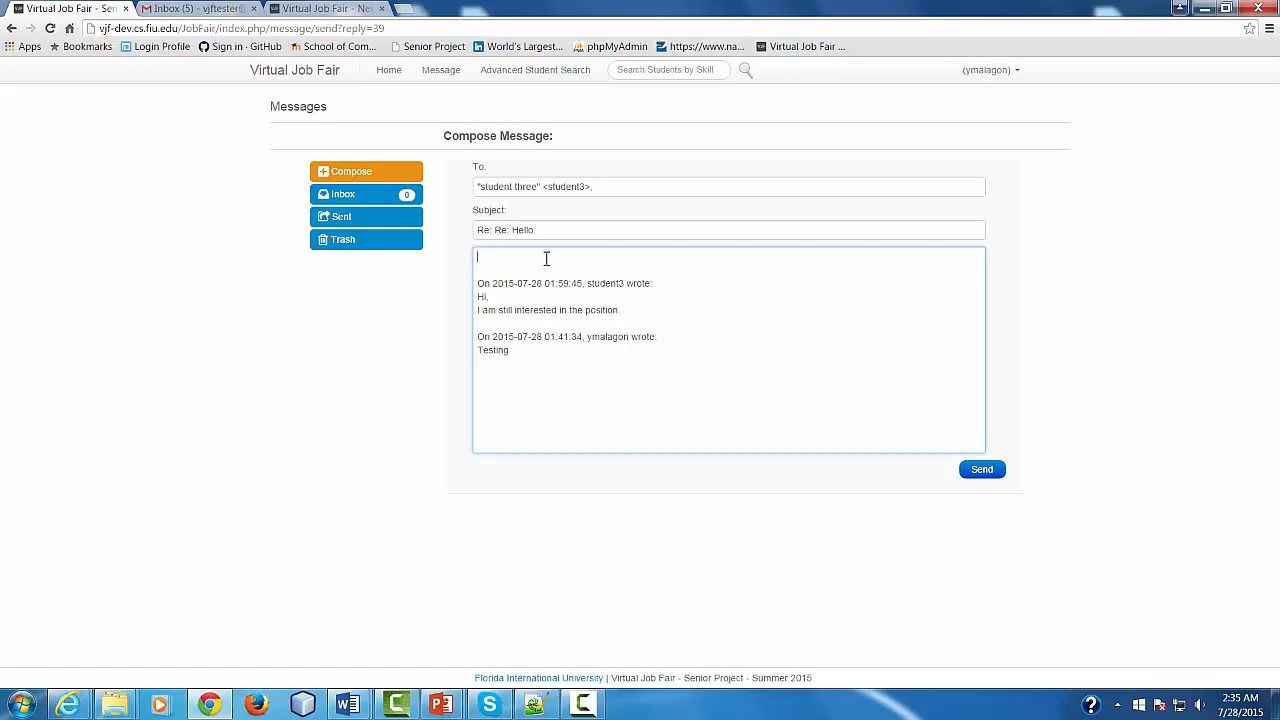 Virtual Job Fair - Sen
Inbox (5) - vjftester@
Virtual Job Fair - Nev
vjf-dev.cs.fiu.edu/JobFair/index.php/message/send?reply=39
Apps
Bookmarks
Login Profile
Sign in · GitHub
School of Com...
Senior Project
World's Largest...
phpMyAdmin
https://www.na...
Virtual Job Fair ...
Virtual Job Fair
Home
Message
Advanced Student Search
Search Students by Skill
(ymalagon)
Messages
Compose Message:
Compose
Inbox 0
Sent
Trash
To:
"student three" <student3>,
Subject:
Re: Re: Hello
On 2015-07-28 01:59:45, student3 wrote:
Hi,
I am still interested in the position.
On 2015-07-28 01:41:34, ymalagon wrote:
Testing
Send
Florida International University | Virtual Job Fair - Senior Project - Summer 2015
2:35 AM
7/28/2015